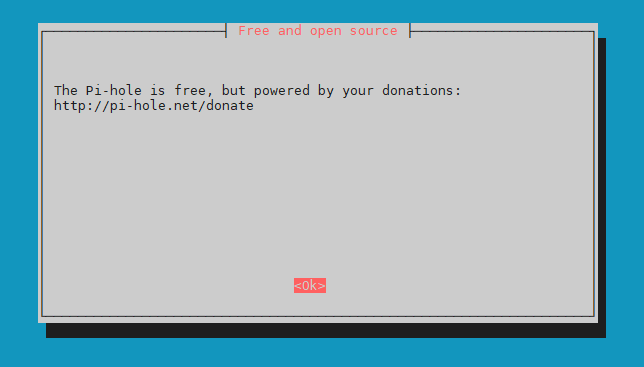 Free and open source
The Pi-hole is free, but powered by your donations:
http://pi-hole.net/donate
<Ok>